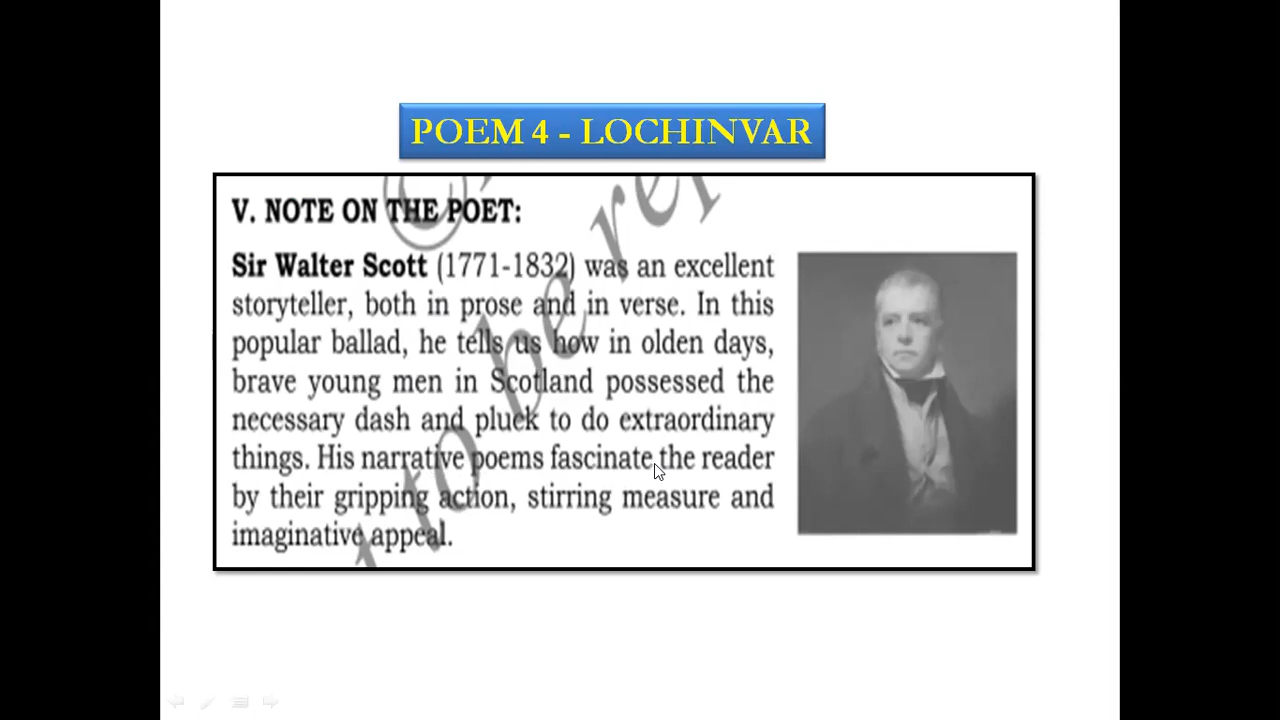 POEM 4 - LOCHINVAR
V. NOTE ON THE POET:
Sir Walter Scott (1771-1832) was an excellent
storyteller, both in prose and in verse. In this
popular ballad, he tells us how in olden days,
brave young men in Scotland possessed the
necessary dash and pluck to do extraordinary
things. His narrative poems fascinate the reader
by their gripping action, stirring measure and
imaginative appeal.
©
to be rep